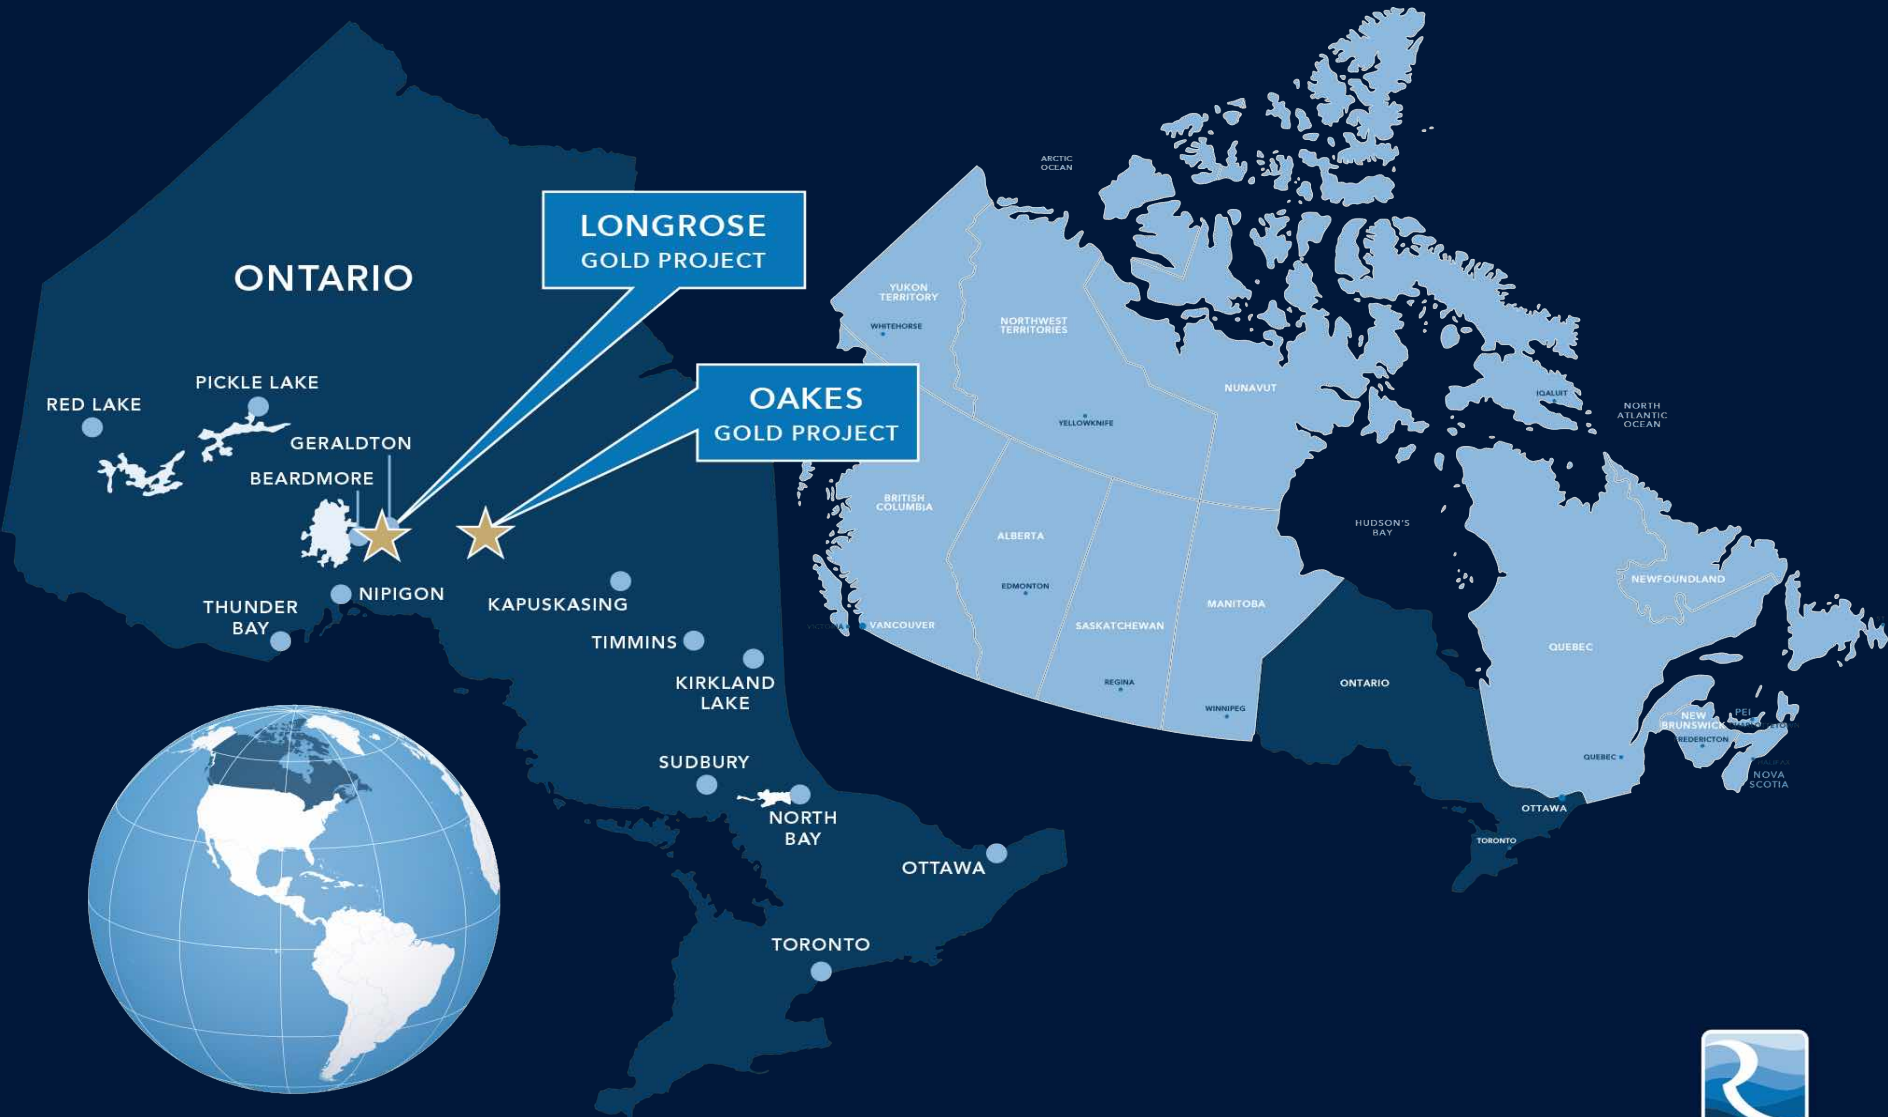 ONTARIO
LONGROSE
GOLD PROJECT
OAKES
GOLD PROJECT
RED LAKE
PICKLE LAKE
GERALDTON
BEARDMORE
NIPIGON
THUNDER
BAY
KAPUSKASING
TIMMINS
KIRKLAND
LAKE
SUDBURY
NORTH
BAY
OTTAWA
TORONTO
ARCTIC
OCEAN
YUKON
TERRITORY
WHITEHORSE
NORTHWEST
TERRITORIES
YELLOWKNIFE
NUNAVUT
IQALUIT
NORTH
ATLANTIC
OCEAN
BRITISH
COLUMBIA
VICTORIA
VANCOUVER
ALBERTA
EDMONTON
SASKATCHEWAN
REGINA
MANITOBA
WINNIPEG
HUDSON'S
BAY
ONTARIO
OTTAWA
TORONTO
QUEBEC
QUEBEC
NEWFOUNDLAND
NEW
BRUNSWICK
FREDERICTON
PEI
HALIFAX
NOVA
SCOTIA
R